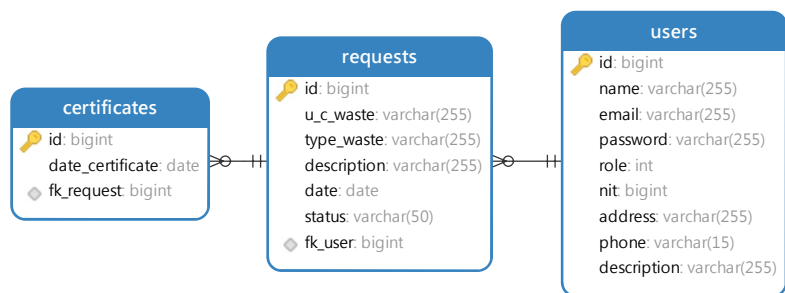 certificates
id: bigint
date_certificate: date
fk_request: bigint
requests
id: bigint
u_c_waste: varchar(255)
type_waste: varchar(255)
description: varchar(255)
date: date
status: varchar(50)
fk_user: bigint
users
id: bigint
name: varchar(255)
email: varchar(255)
password: varchar(255)
role: int
nit: bigint
address: varchar(255)
phone: varchar(15)
description: varchar(255)